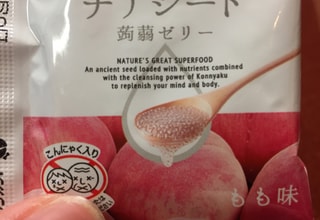 チアシード
蒟蒻ゼリー
NATURE'S GREAT SUPERFOOD
An ancient seed loaded with nutrients combined
with the cleansing power of Konnyaku
to replenish your mind and body.
こんにゃく入り
もも味